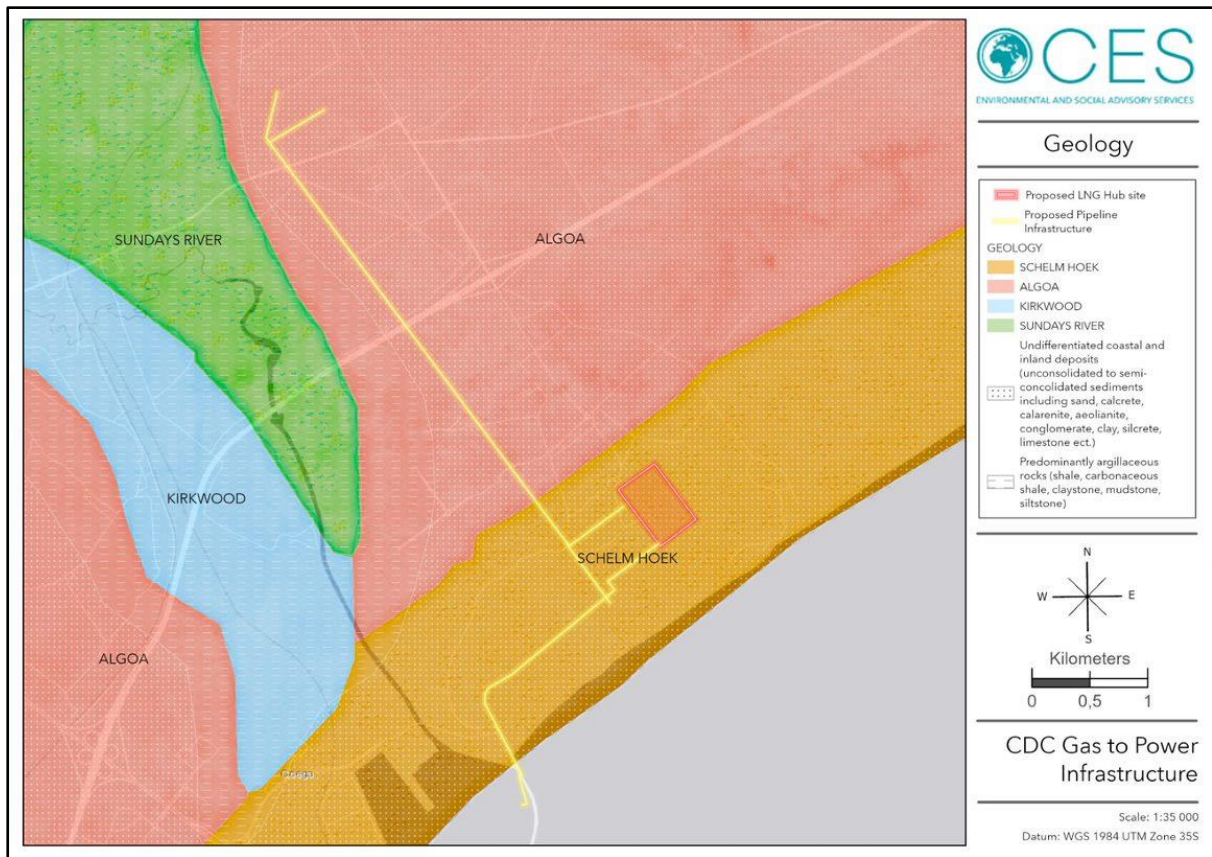 CES
ENVIRONMENTAL AND SOCIAL ADVISORY SERVICES
Geology
Proposed LNG Hub site
Proposed Pipeline
Infrastructure
GEOLOGY
SCHELM HOEK
ALGOA
KIRKWOOD
SUNDAYS RIVER
Undifferentiated coastal and
inland deposits
(unconsolidated to semi-
concolidated sediments
including sand, calcrete,
calarenite, aeolianite,
conglomerate, clay, silcrete,
limestone ect.)
Predominantly argillaceous
rocks (shale, carbonaceous
shale, claystone, mudstone,
siltstone)
N
W E
S
Kilometers
0 0,5 1
CDC Gas to Power
Infrastructure
Scale: 1:35 000
Datum: WGS 1984 UTM Zone 35S
SUNDAYS RIVER
ALGOA
KIRKWOOD
SCHELM HOEK
ALGOA
Coega